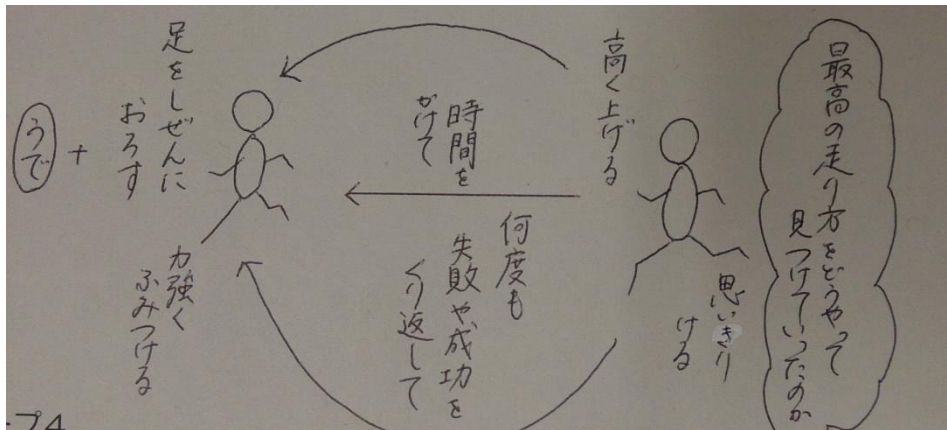 最高の走り方をどうやって
見つけていったのか
高く上げる
思いきり
ける
時間を
かけて
何度も
失敗や成功を
くり返して
足をしぜんに
おろす
力強く
ふみつける
+
うで
プ4